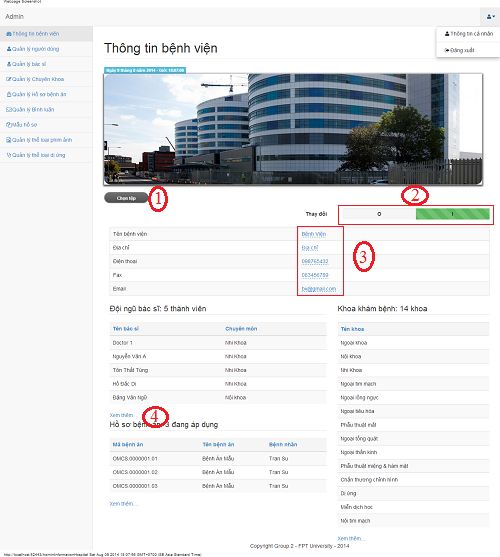 Webpage Screenshot
Admin
Thông tin bệnh viện
Quản lý người dùng
Quản lý bác sĩ
Quản lý Chuyên Khoa
Quản lý Hồ sơ bệnh án
Quản lý Bình luận
Mẫu hồ sơ
Quản lý thể loại phim ảnh
Quản lý thể loại dị ứng
Thông tin cá nhân
Đăng xuất
Thông tin bệnh viện
Chọn tệp
1
2
Thay đổi O I
Tên bệnh viện Bệnh Viện
Địa chỉ Địa chỉ
Điện thoại 098765432
Fax 083456789
Email bv@gmail.com
3
Đội ngũ bác sĩ: 5 thành viên
Tên bác sĩ Chuyên môn
Doctor 1 Nhi Khoa
Nguyễn Văn A Nhi Khoa
Tôn Thất Tùng Nhi Khoa
Hồ Đắc Di Nhi Khoa
Đặng Văn Ngữ Nội khoa
Xem thêm...
4
Hồ sơ bệnh án: 3 đang áp dụng
Mã bệnh án Tên bệnh án Bệnh nhân
OMCS.0000001.01 Bệnh Án Mẫu Tran Su
OMCS.0000001.02 Bệnh Án Mẫu Tran Su
OMCS.0000001.03 Bệnh Án Mẫu Tran Su
Xem thêm...
Khoa khám bệnh: 14 khoa
Tên khoa
Ngoại khoa
Nội khoa
Nhi Khoa
Ngoại tim mạch
Ngoại lồng ngực
Ngoại tiêu hóa
Phẫu thuật mắt
Ngoại tổng quát
Ngoại thần kinh
Phẫu thuật miệng & hàm mặt
Chấn thương chỉnh hình
Dị ứng
Miễn dịch học
Nội tim mạch
Xem thêm...
Copyright Group 2 - FPT University - 2014